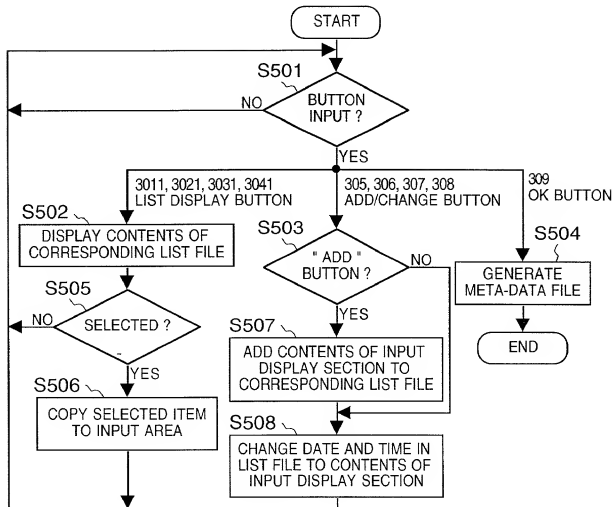 START
S501
BUTTON
INPUT ?
NO
YES
3011, 3021, 3031, 3041
LIST DISPLAY BUTTON
305, 306, 307, 308
ADD/CHANGE BUTTON
309
OK BUTTON
S502
DISPLAY CONTENTS OF
CORRESPONDING LIST FILE
S503
" ADD "
BUTTON ?
NO
YES
S504
GENERATE
META-DATA FILE
END
S505
SELECTED ?
NO
YES
S507
ADD CONTENTS OF INPUT
DISPLAY SECTION TO
CORRESPONDING LIST FILE
S506
COPY SELECTED ITEM
TO INPUT AREA
S508
CHANGE DATE AND TIME IN
LIST FILE TO CONTENTS OF
INPUT DISPLAY SECTION